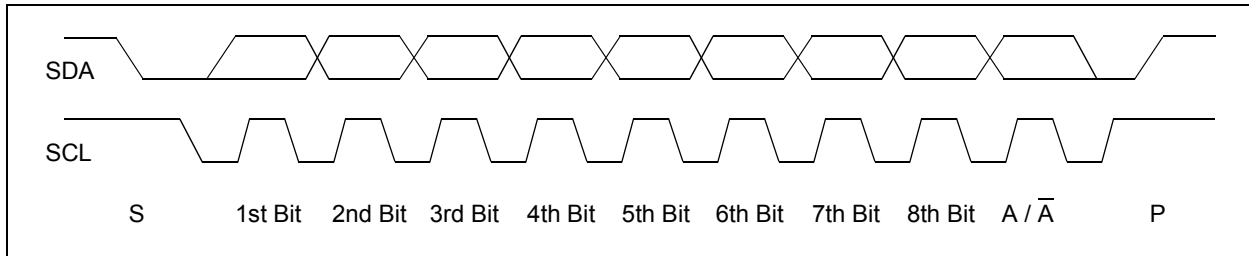 SDA
SCL
S 1st Bit 2nd Bit 3rd Bit 4th Bit 5th Bit 6th Bit 7th Bit 8th Bit A / A̅ P